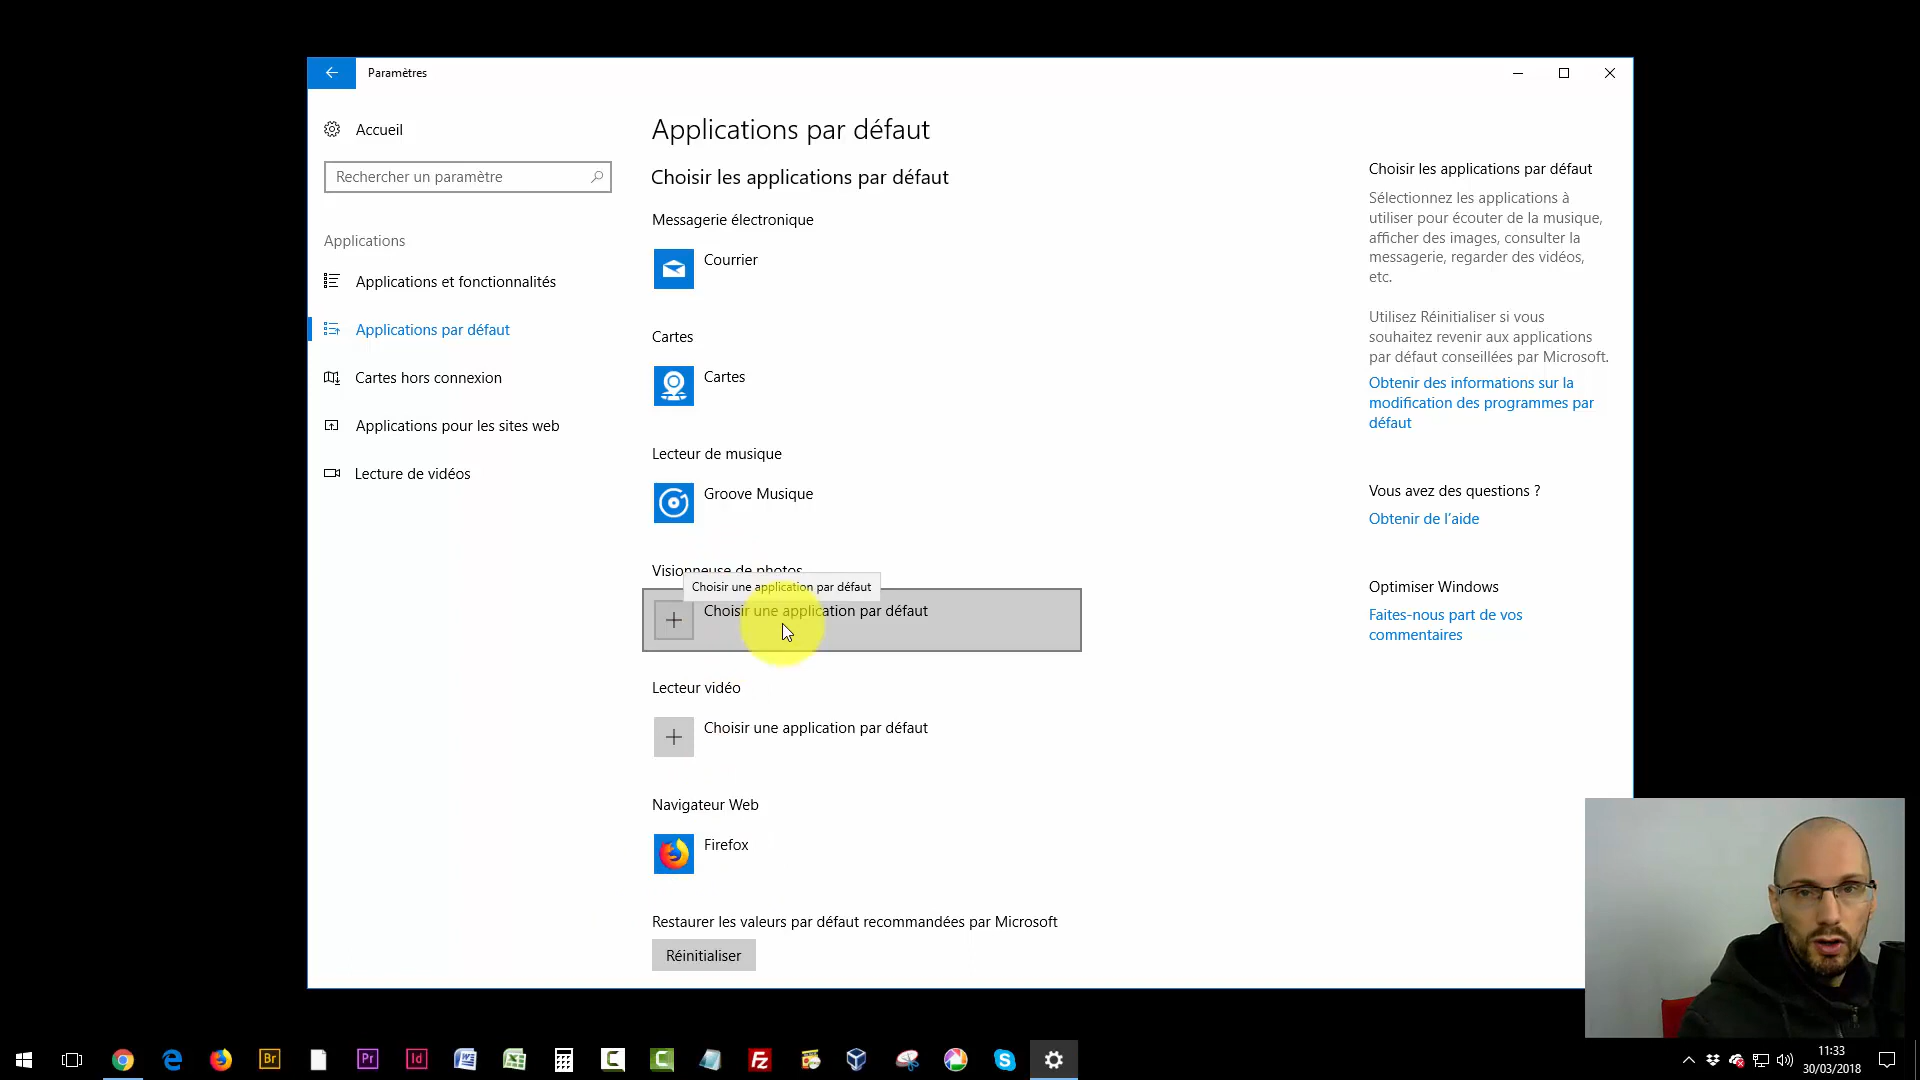 Paramètres
Accueil
Rechercher un paramètre
Applications
Applications et fonctionnalités
Applications par défaut
Cartes hors connexion
Applications pour les sites web
Lecture de vidéos
Applications par défaut
Choisir les applications par défaut
Messagerie électronique
Courrier
Cartes
Cartes
Lecteur de musique
Groove Musique
Visionneuse de photos
Choisir une application par défaut
Choisir une application par défaut
Lecteur vidéo
Choisir une application par défaut
Navigateur Web
Firefox
Restaurer les valeurs par défaut recommandées par Microsoft
Réinitialiser
Choisir les applications par défaut
Sélectionnez les applications à
utiliser pour écouter de la musique,
afficher des images, consulter la
messagerie, regarder des vidéos,
etc.
Utilisez Réinitialiser si vous
souhaitez revenir aux applications
par défaut conseillées par Microsoft.
Obtenir des informations sur la
modification des programmes par
défaut
Vous avez des questions ?
Obtenir de l'aide
Optimiser Windows
Faites-nous part de vos
commentaires
Br
Pr
Id
11:33
30/03/2018